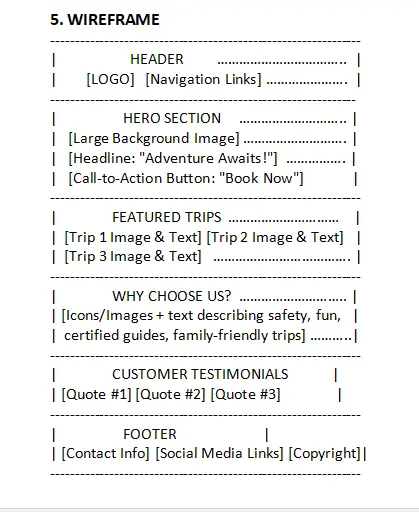 5. WIREFRAME
--------------------------------------------------------------
| HEADER ................................. |
| [LOGO] [Navigation Links] ..................... |
-------------------------------------------------------------
| HERO SECTION ............................ |
| [Large Background Image] .......................... |
| [Headline: "Adventure Awaits!"] ............... |
| [Call-to-Action Button: "Book Now"] |
--------------------------------------------------------------
| FEATURED TRIPS ............................ |
| [Trip 1 Image & Text] [Trip 2 Image & Text] |
| [Trip 3 Image & Text] ................................... |
--------------------------------------------------------------
| WHY CHOOSE US? ........................... |
| [Icons/Images + text describing safety, fun, |
| certified guides, family-friendly trips] ...........|
--------------------------------------------------------------
| CUSTOMER TESTIMONIALS |
| [Quote #1] [Quote #2] [Quote #3] |
--------------------------------------------------------------
| FOOTER |
| [Contact Info] [Social Media Links] [Copyright]|
--------------------------------------------------------------